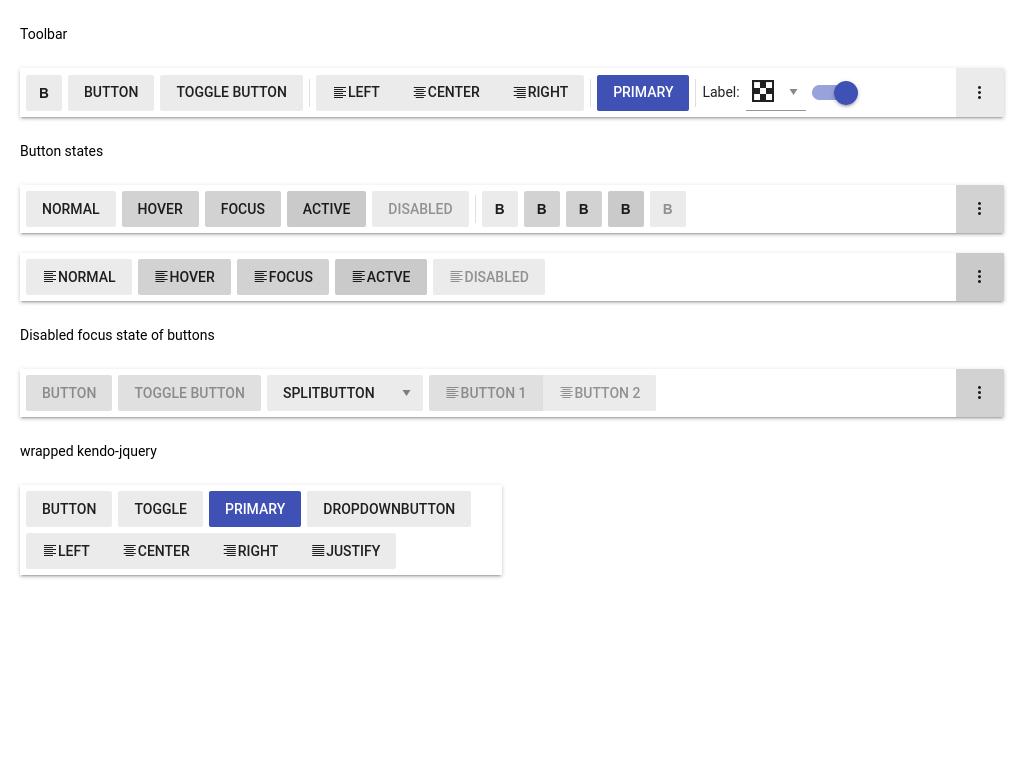 Toolbar
B BUTTON TOGGLE BUTTON LEFT CENTER RIGHT PRIMARY Label:
Button states
NORMAL HOVER FOCUS ACTIVE DISABLED B B B B B
NORMAL HOVER FOCUS ACTVE DISABLED
Disabled focus state of buttons
BUTTON TOGGLE BUTTON SPLITBUTTON BUTTON 1 BUTTON 2
wrapped kendo-jquery
BUTTON TOGGLE PRIMARY DROPDOWNBUTTON
LEFT CENTER RIGHT JUSTIFY